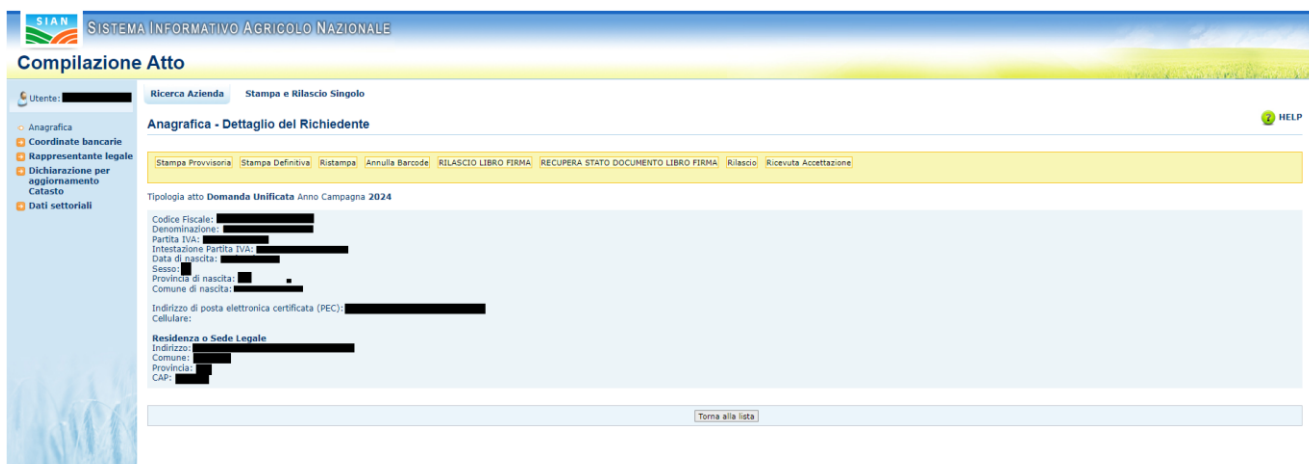 SIAN
SISTEMA INFORMATIVO AGRICOLO NAZIONALE
Compilazione Atto
Utente:
Ricerca Azienda Stampa e Rilascio Singolo
HELP
Anagrafica
Coordinate bancarie
Rappresentante legale
Dichiarazione per
aggiornamento
Catasto
Dati settoriali
Anagrafica - Dettaglio del Richiedente
Stampa Provvisoria Stampa Definitiva Ristampa Annulla Barcode RILASCIO LIBRO FIRMA RECUPERA STATO DOCUMENTO LIBRO FIRMA Rilascio Ricevuta Accettazione
Tipologia atto Domanda Unificata Anno Campagna 2024
Codice Fiscale:
Denominazione:
Partita IVA:
Intestazione Partita IVA:
Data di nascita:
Sesso:
Provincia di nascita:
Comune di nascita:
Indirizzo di posta elettronica certificata (PEC):
Cellulare:
Residenza o Sede Legale
Indirizzo:
Comune:
Provincia:
CAP:
Torna alla lista